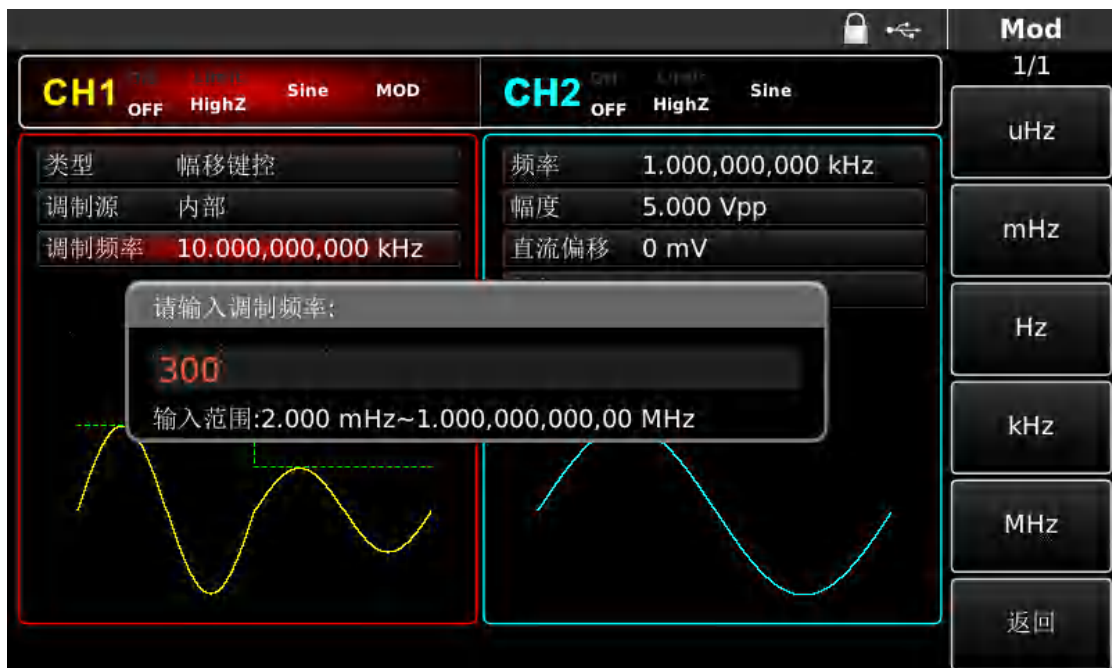 Mod
1/1
CH1 OFF HighZ Sine MOD
CH2 OFF HighZ Sine
类型 幅移键控
调制源 内部
调制频率 10.000,000,000 kHz
频率 1.000,000,000 kHz
幅度 5.000 Vpp
直流偏移 0 mV
请输入调制频率:
300
输入范围:2.000 mHz~1.000,000,000,00 MHz
uHz
mHz
Hz
kHz
MHz
返回